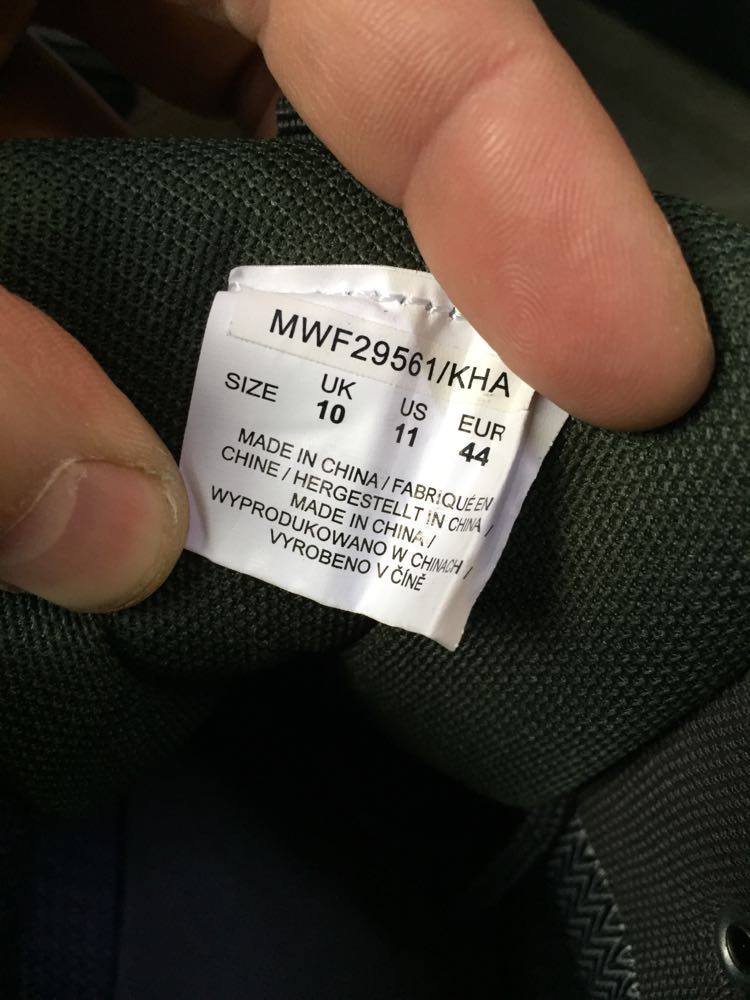 MWF29561/KHA
SIZE UK US EUR
10 11 44
MADE IN CHINA / FABRIQUÉ EN
CHINE / HERGESTELLT IN CHINA /
MADE IN CHINA /
WYPRODUKOWANO W CHINACH /
VYROBENO V ČÍNĚ